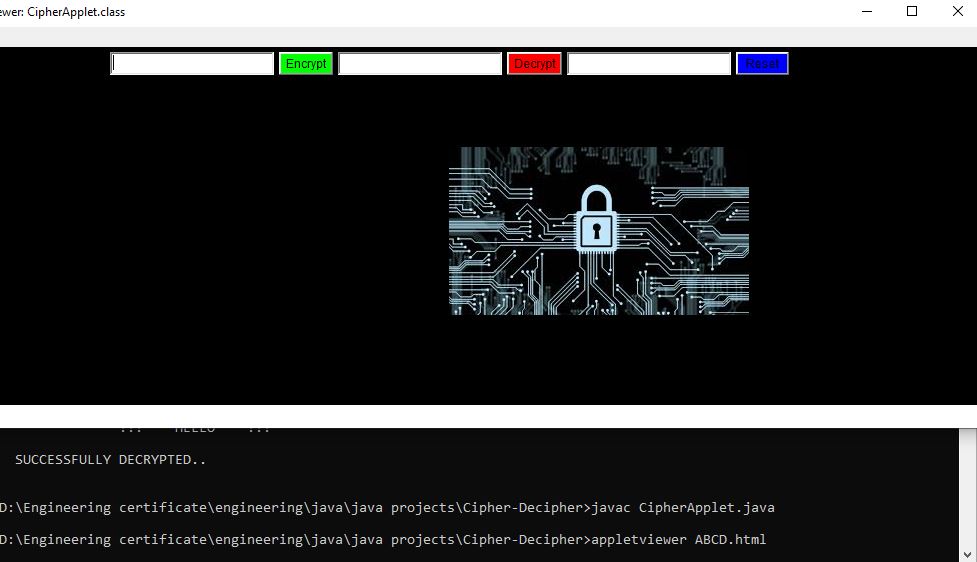 ewer: CipherApplet.class
Encrypt Decrypt Reset
... HELLO ...
SUCCESSFULLY DECRYPTED..
D:\Engineering certificate\engineering\java\java projects\Cipher-Decipher>javac CipherApplet.java
D:\Engineering certificate\engineering\java\java projects\Cipher-Decipher>appletviewer ABCD.html